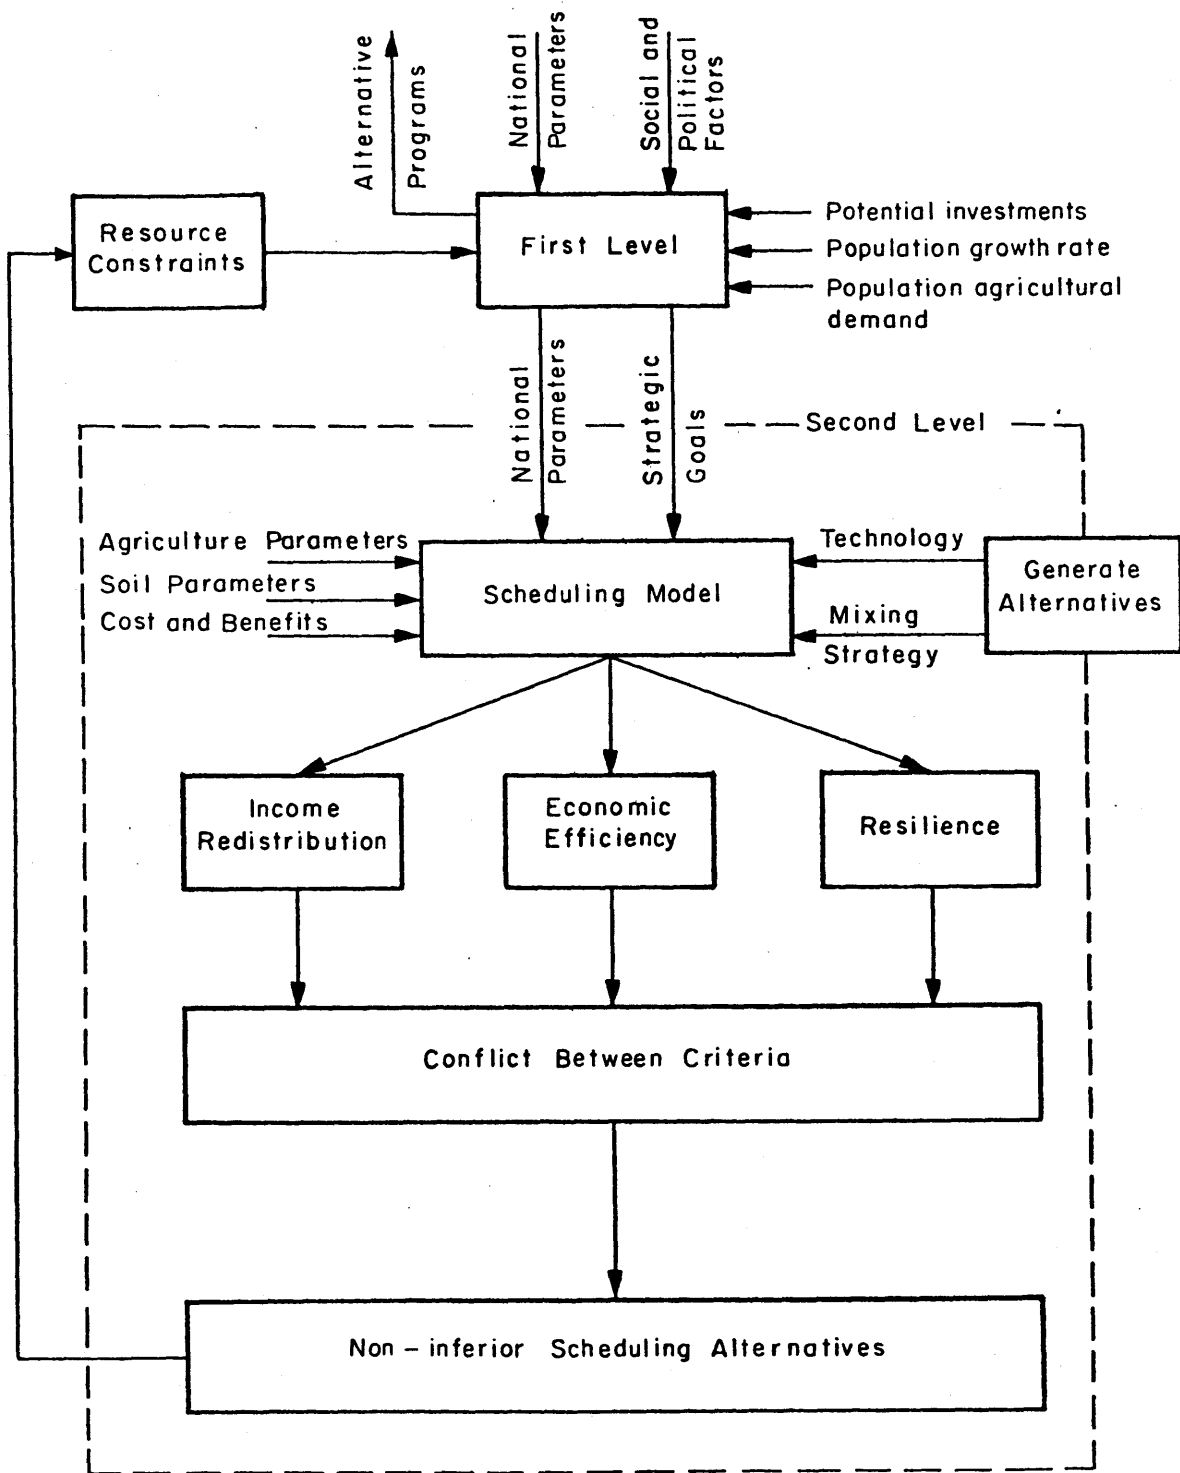 Alternative
Programs
National
Parameters
Social and
Political
Factors
Resource
Constraints
First Level
Potential investments
Population growth rate
Population agricultural
demand
National
Parameters
Strategic
Goals
Second Level
Agriculture Parameters
Soil Parameters
Cost and Benefits
Scheduling Model
Technology
Mixing
Strategy
Generate
Alternatives
Income
Redistribution
Economic
Efficiency
Resilience
Conflict Between Criteria
Non-inferior Scheduling Alternatives